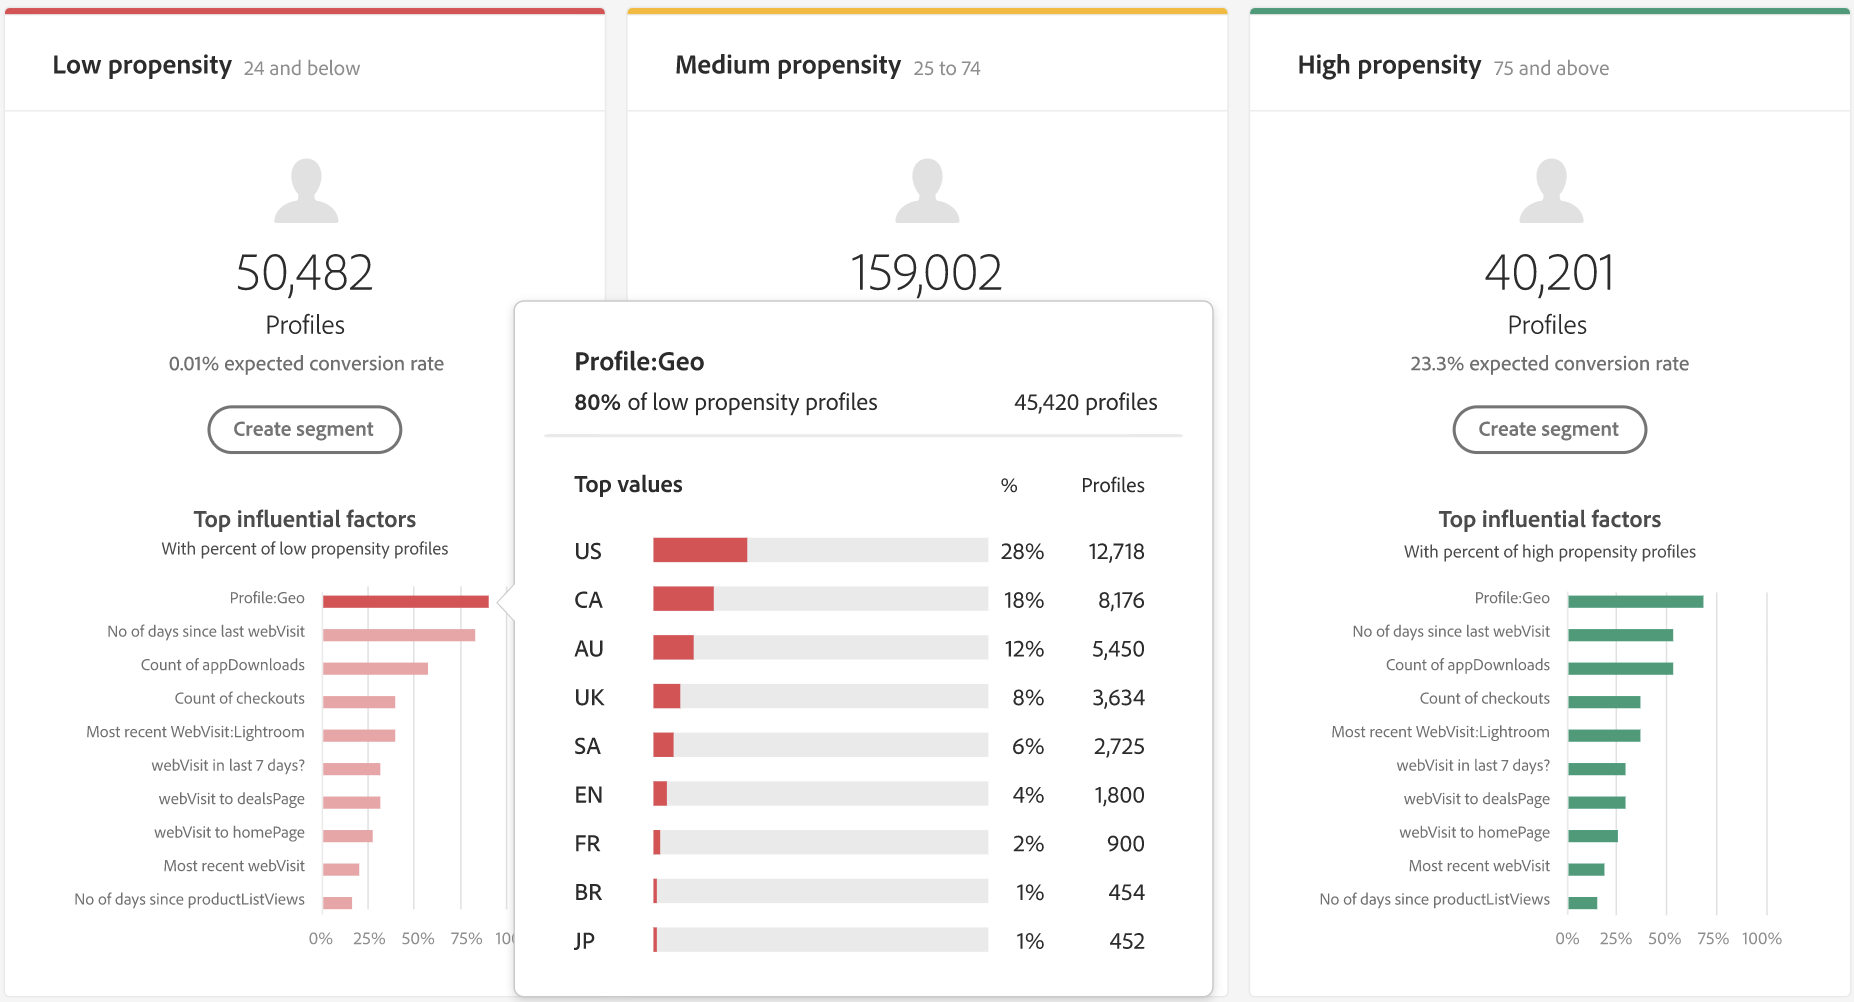 Low propensity 24 and below
50,482
Profiles
0.01% expected conversion rate
Create segment
Top influential factors
With percent of low propensity profiles
Profile:Geo
No of days since last webVisit
Count of appDownloads
Count of checkouts
Most recent WebVisit:Lightroom
webVisit in last 7 days?
webVisit to dealsPage
webVisit to homePage
Most recent webVisit
No of days since productListViews
0% 25% 50% 75%
Medium propensity 25 to 74
159,002
Profile:Geo
80% of low propensity profiles 45,420 profiles
Top values % Profiles
US 28% 12,718
CA 18% 8,176
AU 12% 5,450
UK 8% 3,634
SA 6% 2,725
EN 4% 1,800
FR 2% 900
BR 1% 454
JP 1% 452
High propensity 75 and above
40,201
Profiles
23.3% expected conversion rate
Create segment
Top influential factors
With percent of high propensity profiles
Profile:Geo
No of days since last webVisit
Count of appDownloads
Count of checkouts
Most recent WebVisit:Lightroom
webVisit in last 7 days?
webVisit to dealsPage
webVisit to homePage
Most recent webVisit
No of days since productListViews
0% 25% 50% 75% 100%